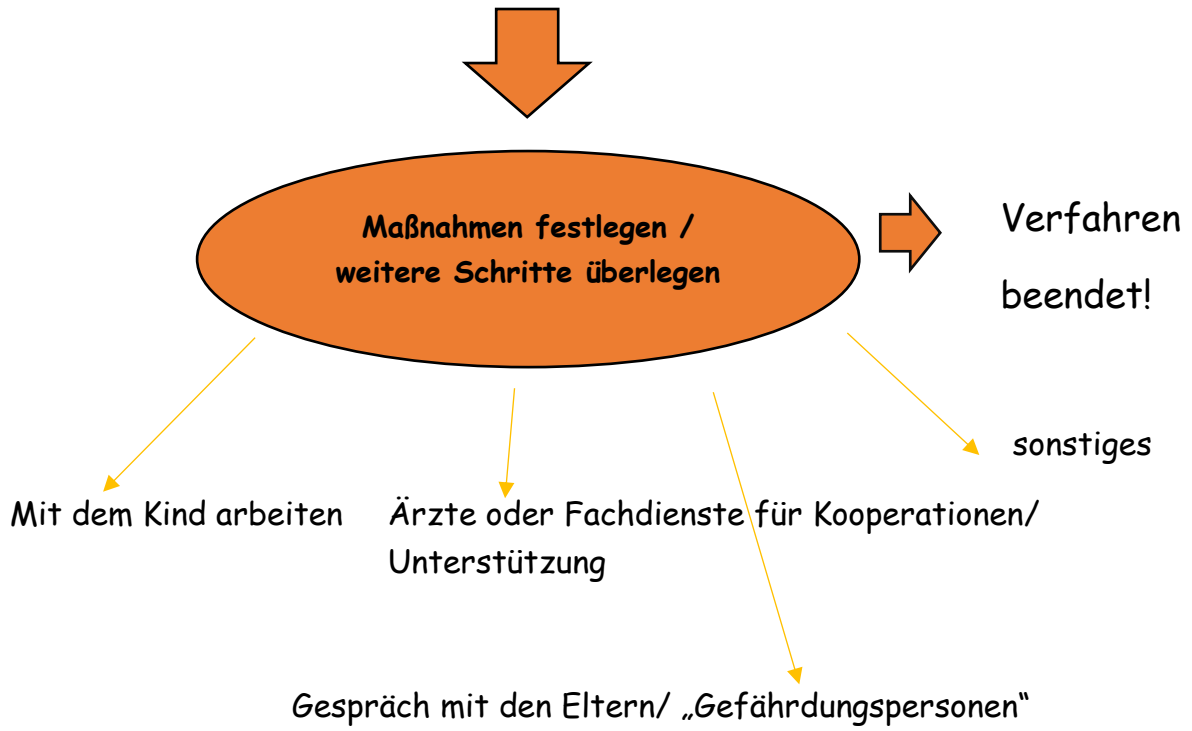 Maßnahmen festlegen /
weitere Schritte überlegen
Verfahren
beendet!
sonstiges
Mit dem Kind arbeiten
Ärzte oder Fachdienste für Kooperationen/
Unterstützung
Gespräch mit den Eltern/ „Gefährdungspersonen“